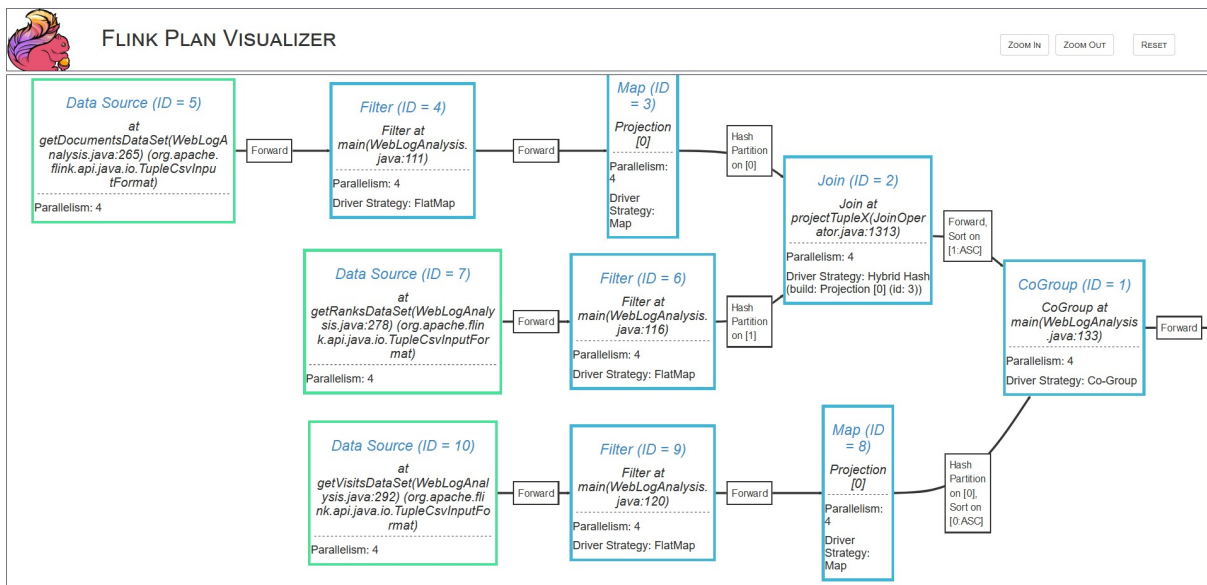 FLINK PLAN VISUALIZER
ZOOM IN
ZOOM OUT
RESET
Data Source (ID = 5)
at
getDocumentsDataSet(WebLogA
nalysis.java:265) (org.apache.
flink.api.java.io.TupleCsvInpu
tFormat)
Parallelism: 4
Forward
Filter (ID = 4)
Filter at
main(WebLogAnalysis.
java:111)
Parallelism: 4
Driver Strategy: FlatMap
Forward
Map (ID
= 3)
Projection
[0]
Parallelism:
4
Driver
Strategy:
Map
Hash
Partition
on [0]
Join (ID = 2)
Join at
projectTupleX(JoinOper
ator.java:1313)
Parallelism: 4
Driver Strategy: Hybrid Hash
(build: Projection [0] (id: 3))
Forward,
Sort on
[1:ASC]
Data Source (ID = 7)
at
getRanksDataSet(WebLogAnaly
sis.java:278) (org.apache.flin
k.api.java.io.TupleCsvInputFor
mat)
Parallelism: 4
Forward
Filter (ID = 6)
Filter at
main(WebLogAnalysis.
java:116)
Parallelism: 4
Driver Strategy: FlatMap
Hash
Partition
on [1]
CoGroup (ID = 1)
CoGroup at
main(WebLogAnalysis
.java:133)
Parallelism: 4
Driver Strategy: Co-Group
Forward
Data Source (ID = 10)
at
getVisitsDataSet(WebLogAnal
ysis.java:292) (org.apache.fli
nk.api.java.io.TupleCsvInputFo
rmat)
Parallelism: 4
Forward
Filter (ID = 9)
Filter at
main(WebLogAnalysis.
java:120)
Parallelism: 4
Driver Strategy: FlatMap
Forward
Map (ID
= 8)
Projection
[0]
Parallelism:
4
Driver
Strategy:
Map
Hash
Partition
on [0],
Sort on
[0:ASC]